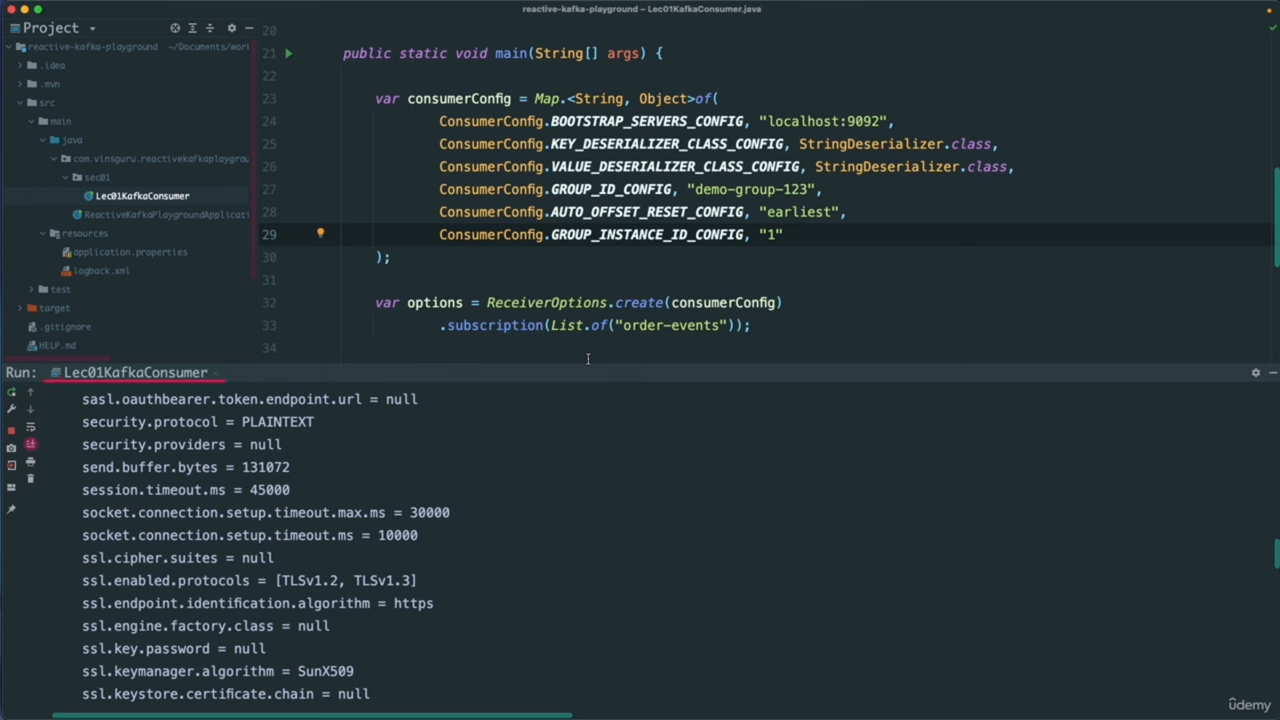 reactive-kafka-playground – Lec01KafkaConsumer.java
Project
reactive-kafka-playground ~/Documents/work
.idea
.mvn
src
main
java
com.vinsguru.reactivekafkaplaygrou
sec01
Lec01KafkaConsumer
ReactiveKafkaPlaygroundApplicati
resources
application.properties
logback.xml
test
target
.gitignore
HELP.md
20
21 public static void main(String[] args) {
22
23 var consumerConfig = Map.<String, Object>of(
24 ConsumerConfig.BOOTSTRAP_SERVERS_CONFIG, "localhost:9092",
25 ConsumerConfig.KEY_DESERIALIZER_CLASS_CONFIG, StringDeserializer.class,
26 ConsumerConfig.VALUE_DESERIALIZER_CLASS_CONFIG, StringDeserializer.class,
27 ConsumerConfig.GROUP_ID_CONFIG, "demo-group-123",
28 ConsumerConfig.AUTO_OFFSET_RESET_CONFIG, "earliest",
29 ConsumerConfig.GROUP_INSTANCE_ID_CONFIG, "1"
30 );
31
32 var options = ReceiverOptions.create(consumerConfig)
33 .subscription(List.of("order-events"));
34
Run: Lec01KafkaConsumer
sasl.oauthbearer.token.endpoint.url = null
security.protocol = PLAINTEXT
security.providers = null
send.buffer.bytes = 131072
session.timeout.ms = 45000
socket.connection.setup.timeout.max.ms = 30000
socket.connection.setup.timeout.ms = 10000
ssl.cipher.suites = null
ssl.enabled.protocols = [TLSv1.2, TLSv1.3]
ssl.endpoint.identification.algorithm = https
ssl.engine.factory.class = null
ssl.key.password = null
ssl.keymanager.algorithm = SunX509
ssl.keystore.certificate.chain = null
udemy